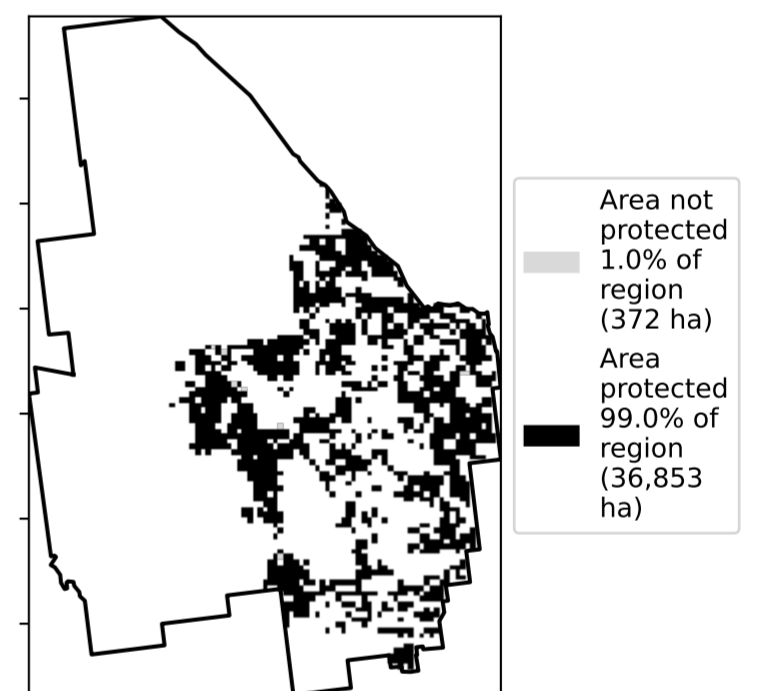 Area not
protected
1.0% of
region
(372 ha)
Area
protected
99.0% of
region
(36,853
ha)